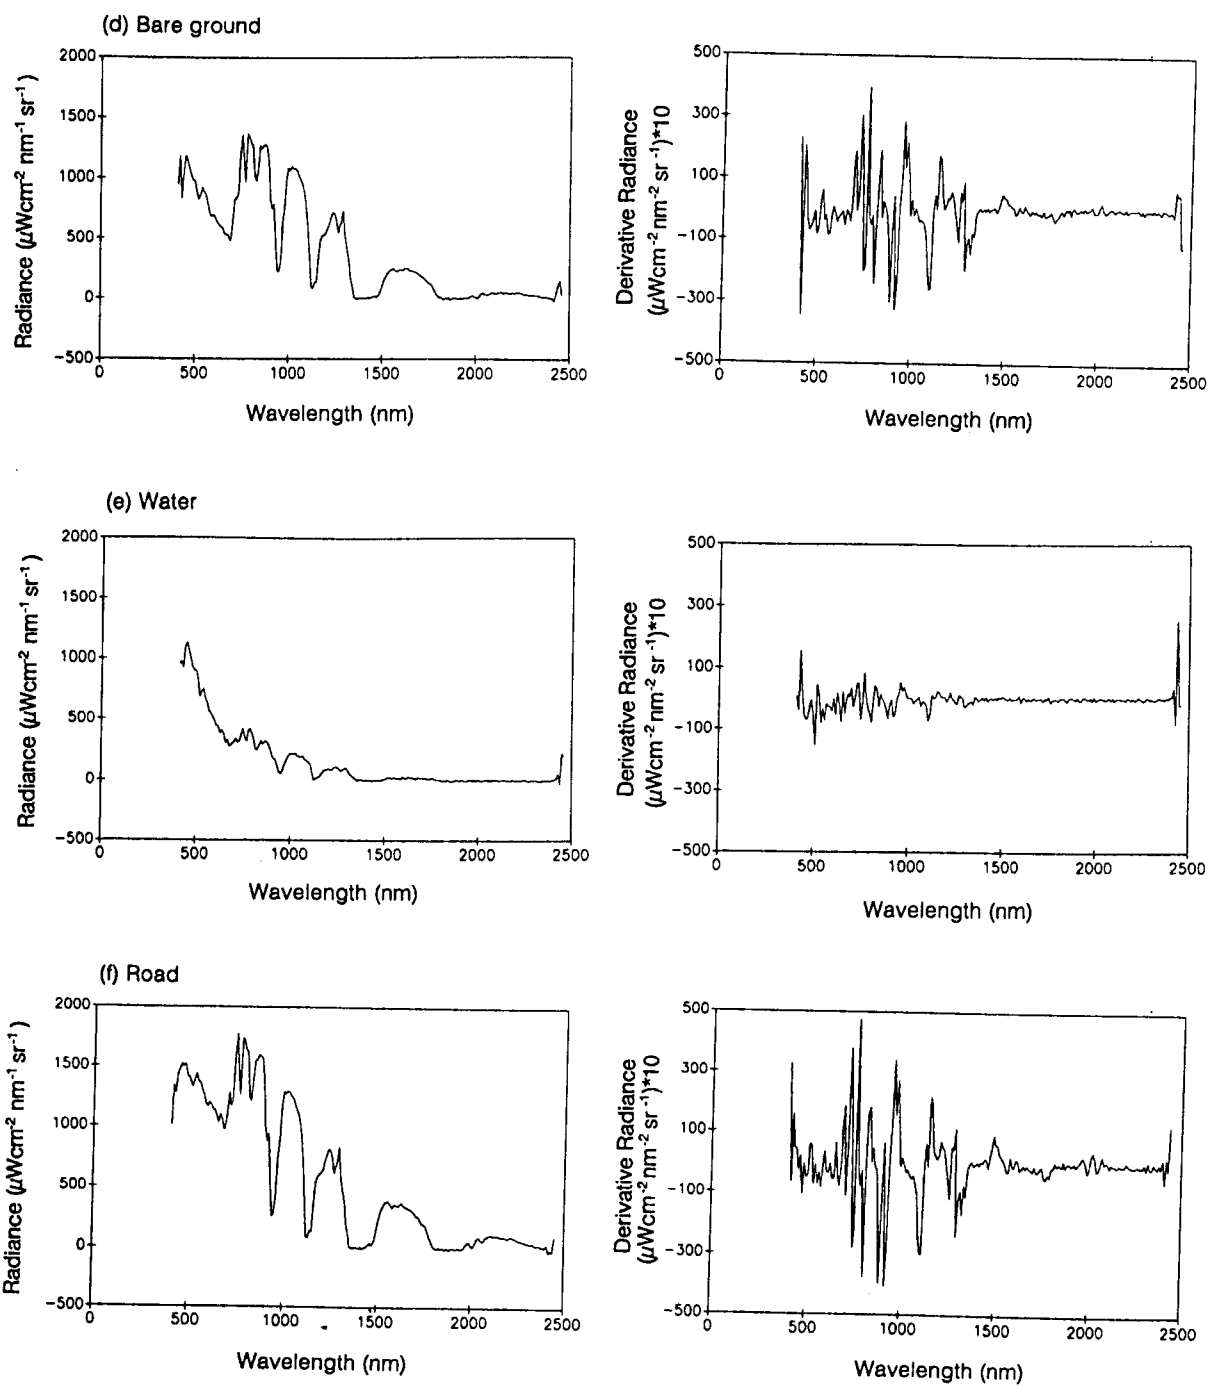 (d) Bare ground
Radiance (µWcm-2 nm-1 sr-1)
2000
1500
1000
500
0
−500
0 500 1000 1500 2000 2500
Wavelength (nm)
Derivative Radiance
(µWcm-2 nm-2 sr-1)*10
500
300
100
−100
−300
−500
0 500 1000 1500 2000 2500
Wavelength (nm)
(e) Water
Radiance (µWcm-2 nm-1 sr-1)
2000
1500
1000
500
0
−500
0 500 1000 1500 2000 2500
Wavelength (nm)
Derivative Radiance
(µWcm-2 nm-2 sr-1)*10
500
300
100
−100
−300
−500
0 500 1000 1500 2000 2500
Wavelength (nm)
(f) Road
Radiance (µWcm-2 nm-1 sr-1)
2000
1500
1000
500
0
−500
0 500 1000 1500 2000 2500
Wavelength (nm)
Derivative Radiance
(µWcm-2 nm-2 sr-1)*10
500
300
100
−100
−300
−500
0 500 1000 1500 2000 2500
Wavelength (nm)